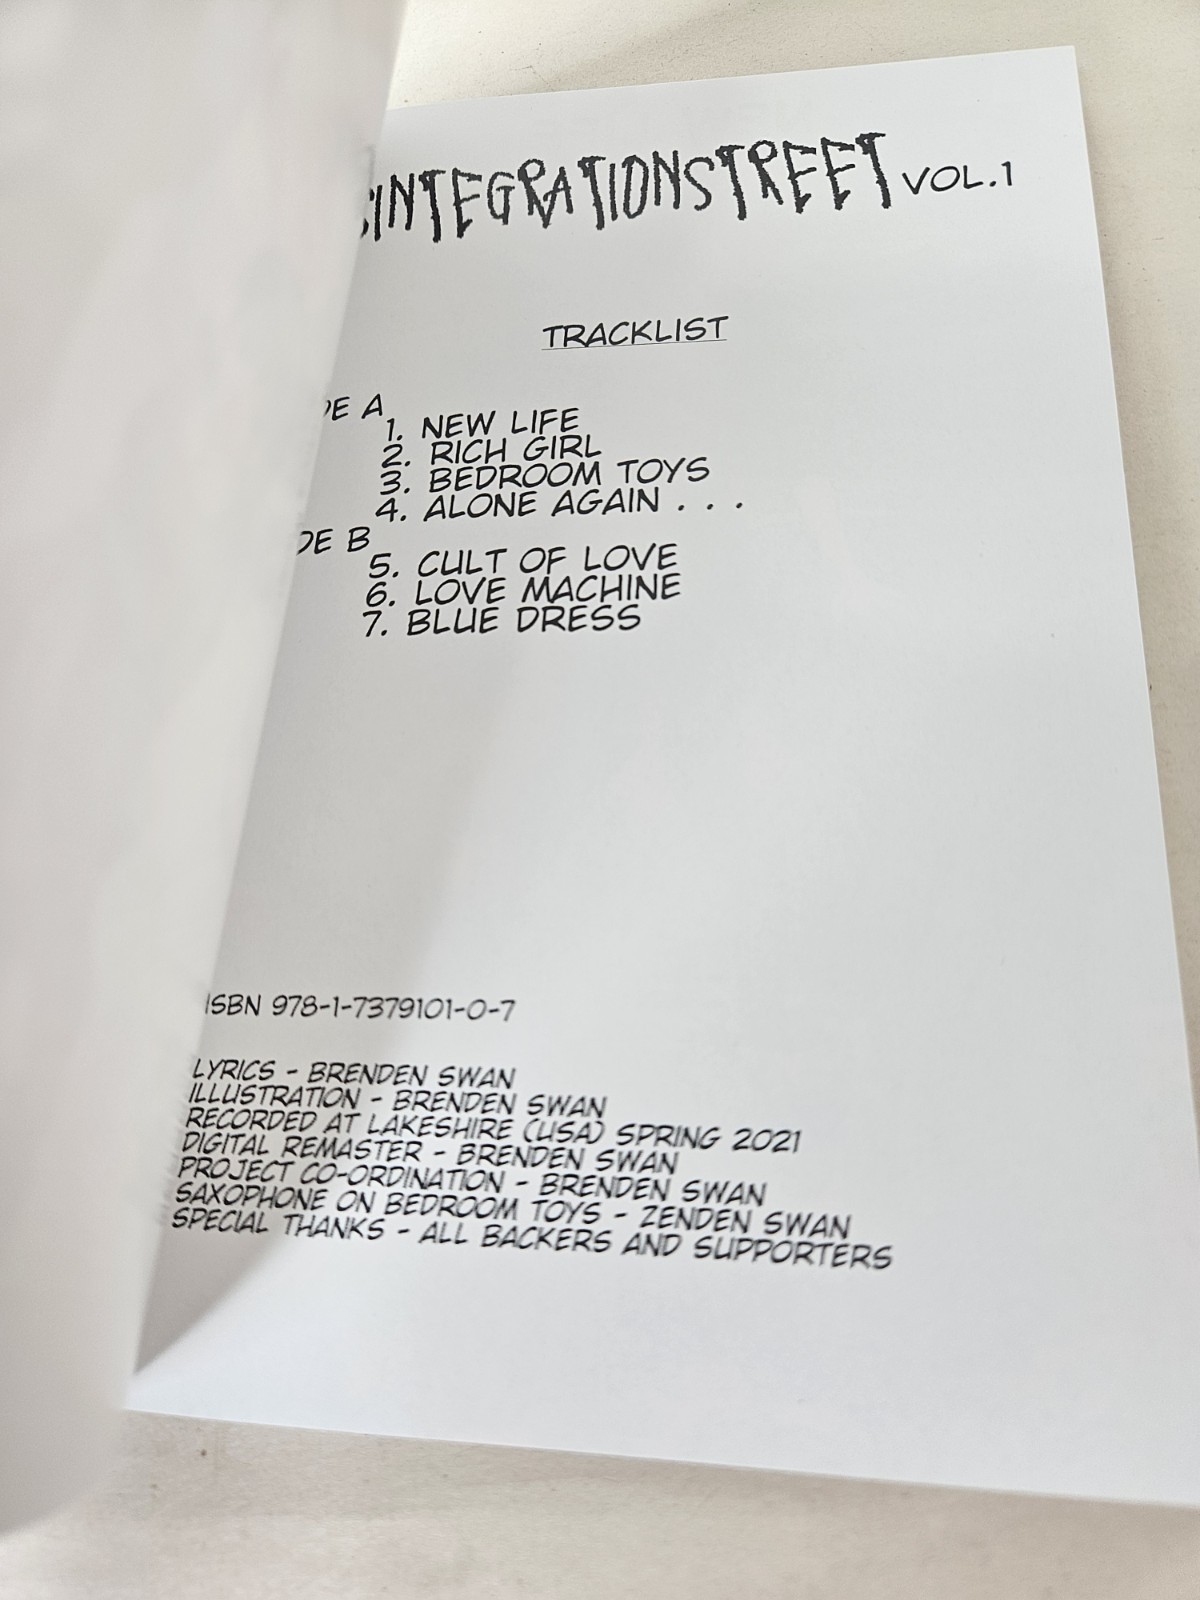 INTEGRATIONSTREET VOL.1
TRACKLIST
DE A
1. NEW LIFE
2. RICH GIRL
3. BEDROOM TOYS
4. ALONE AGAIN . . .
DE B
5. CULT OF LOVE
6. LOVE MACHINE
7. BLUE DRESS
ISBN 978-1-7379101-0-7
LYRICS - BRENDEN SWAN
ILLUSTRATION - BRENDEN SWAN
RECORDED AT LAKESHIRE (USA) SPRING 2021
DIGITAL REMASTER - BRENDEN SWAN
PROJECT CO-ORDINATION - BRENDEN SWAN
SAXOPHONE ON BEDROOM TOYS - ZENDEN SWAN
SPECIAL THANKS - ALL BACKERS AND SUPPORTERS